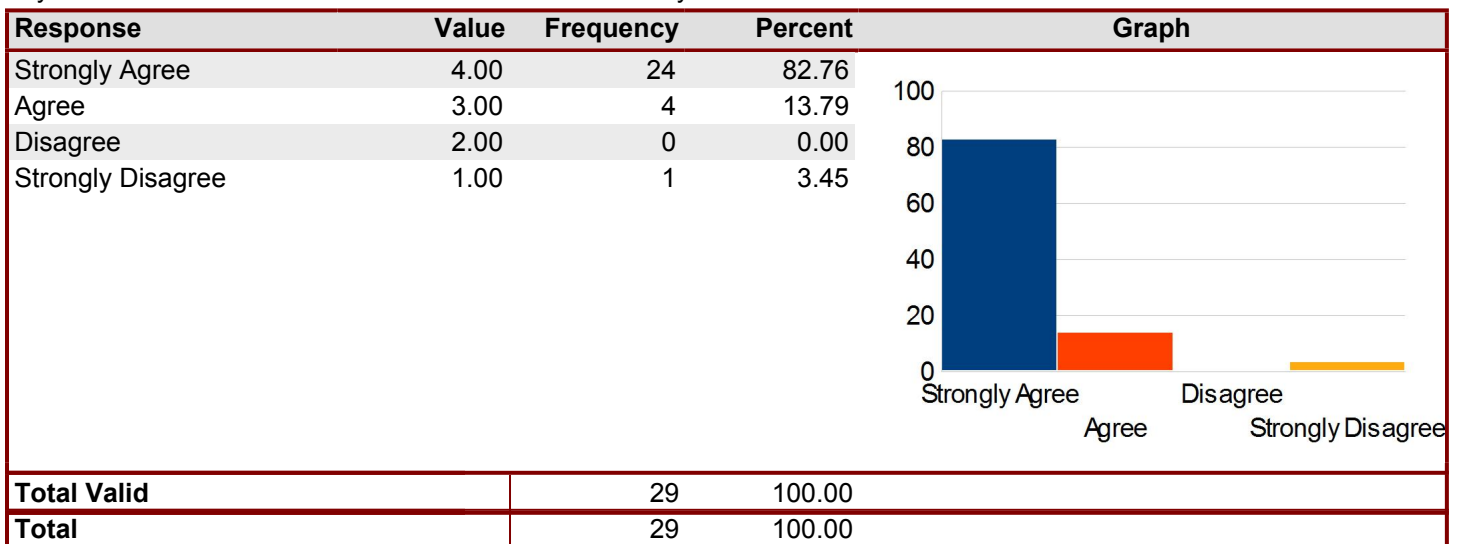 Response Value Frequency Percent Graph
Strongly Agree 4.00 24 82.76
Agree 3.00 4 13.79
Disagree 2.00 0 0.00
Strongly Disagree 1.00 1 3.45
100
80
60
40
20
0
Strongly Agree Disagree
Agree Strongly Disagree
Total Valid 29 100.00
Total 29 100.00